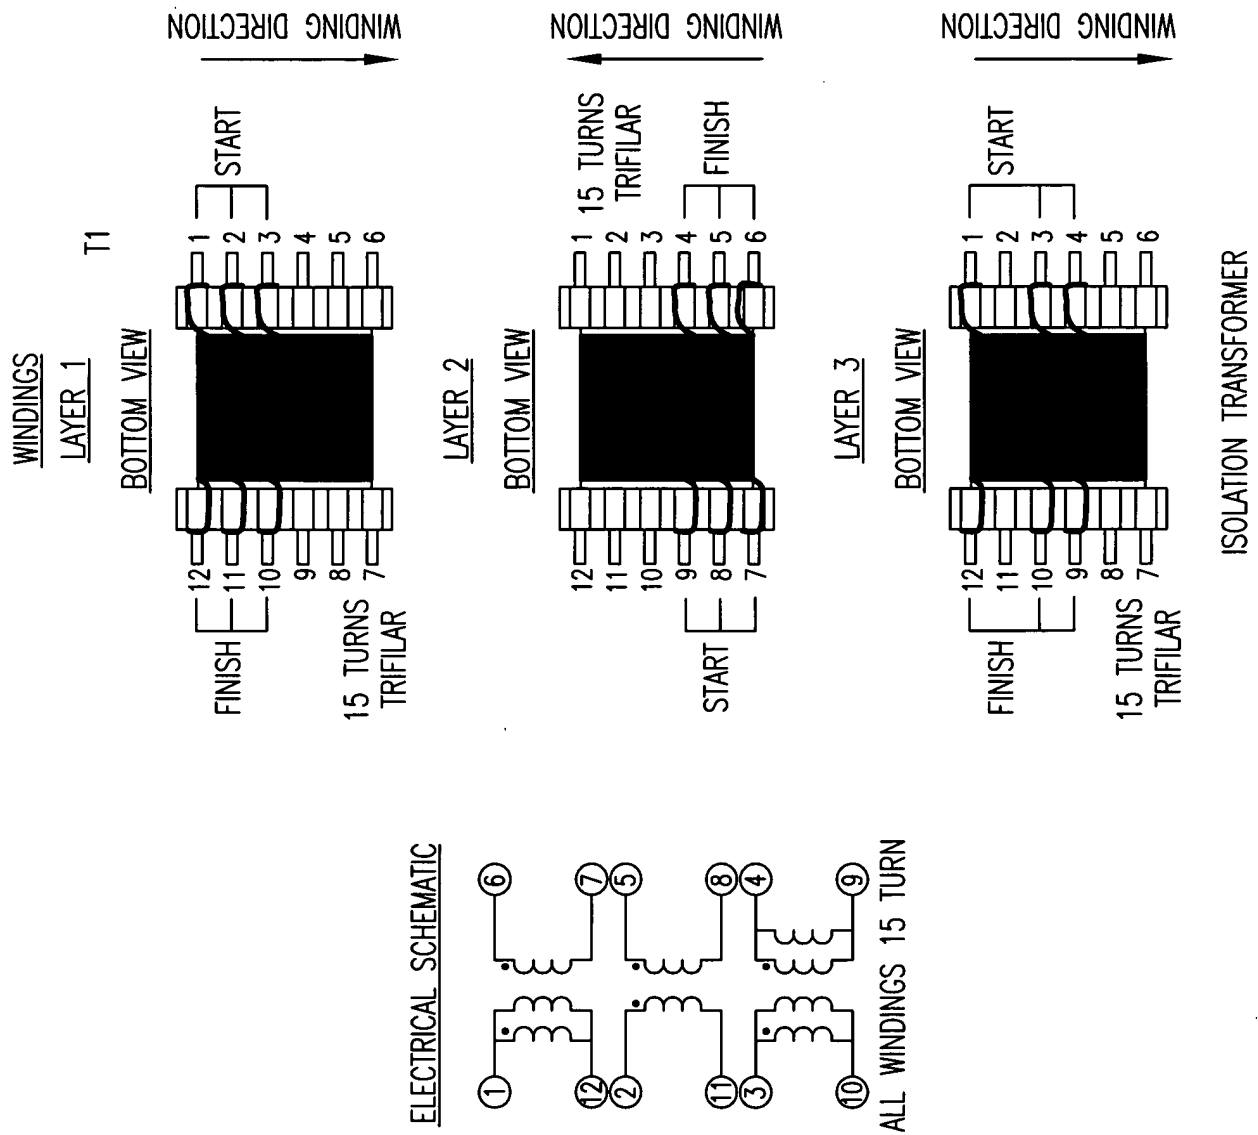 WINDINGS
T1
LAYER 1
BOTTOM VIEW
WINDING DIRECTION
START
1
2
3
4
5
6
12
11
10
9
8
7
FINISH
15 TURNS
TRIFILAR
LAYER 2
BOTTOM VIEW
WINDING DIRECTION
15 TURNS
TRIFILAR
FINISH
1
2
3
4
5
6
12
11
10
9
8
7
START
LAYER 3
BOTTOM VIEW
WINDING DIRECTION
START
1
2
3
4
5
6
12
11
10
9
8
7
FINISH
15 TURNS
TRIFILAR
ELECTRICAL SCHEMATIC
1
6
12
7
2
5
11
8
3
4
10
9
ALL WINDINGS 15 TURN
ISOLATION TRANSFORMER